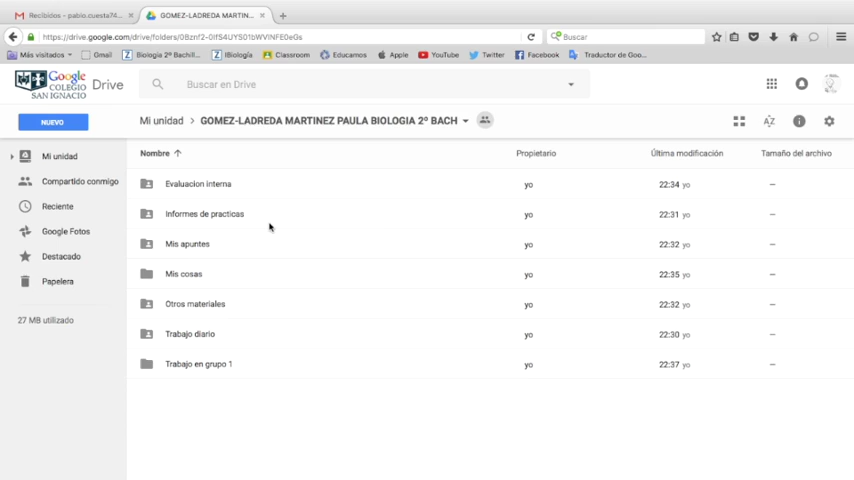 Recibidos - pablo.cuesta74...
GOMEZ-LADREDA MARTIN...
https://drive.google.com/drive/folders/0Bznf2-0IfS4UYS01bWVlNFE0eGs
Buscar
Más visitados
Gmail
Biologia 2º Bachill...
IBiología
Classroom
Educamos
Apple
YouTube
Twitter
Facebook
Traductor de Goo...
Google
COLEGIO
SAN IGNACIO
Drive
Buscar en Drive
NUEVO
Mi unidad > GOMEZ-LADREDA MARTINEZ PAULA BIOLOGIA 2º BACH
Mi unidad
Compartido conmigo
Reciente
Google Fotos
Destacado
Papelera
27 MB utilizado
Nombre Propietario Última modificación Tamaño del archivo
Evaluacion interna yo 22:34 yo –
Informes de practicas yo 22:31 yo –
Mis apuntes yo 22:32 yo –
Mis cosas yo 22:35 yo –
Otros materiales yo 22:32 yo –
Trabajo diario yo 22:30 yo –
Trabajo en grupo 1 yo 22:37 yo –